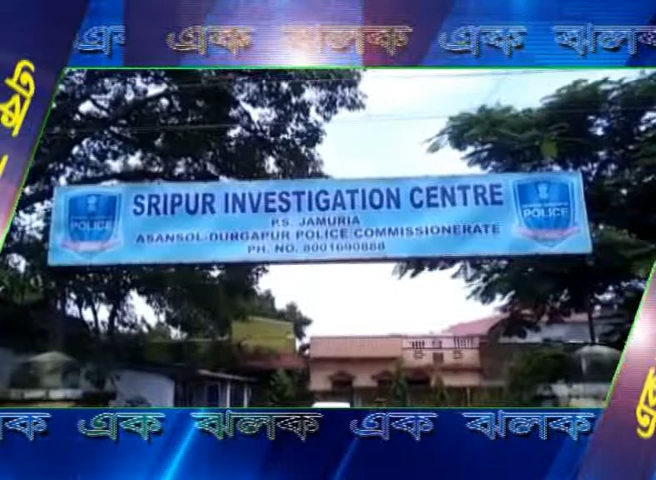 এক ঝলক এক ঝলক
এক
SRIPUR INVESTIGATION CENTRE
P.S. JAMURIA
ASANSOL-DURGAPUR POLICE COMMISSIONERATE
PH. NO. 8001690888
POLICE
POLICE
এক
এক ঝলক এক ঝলক